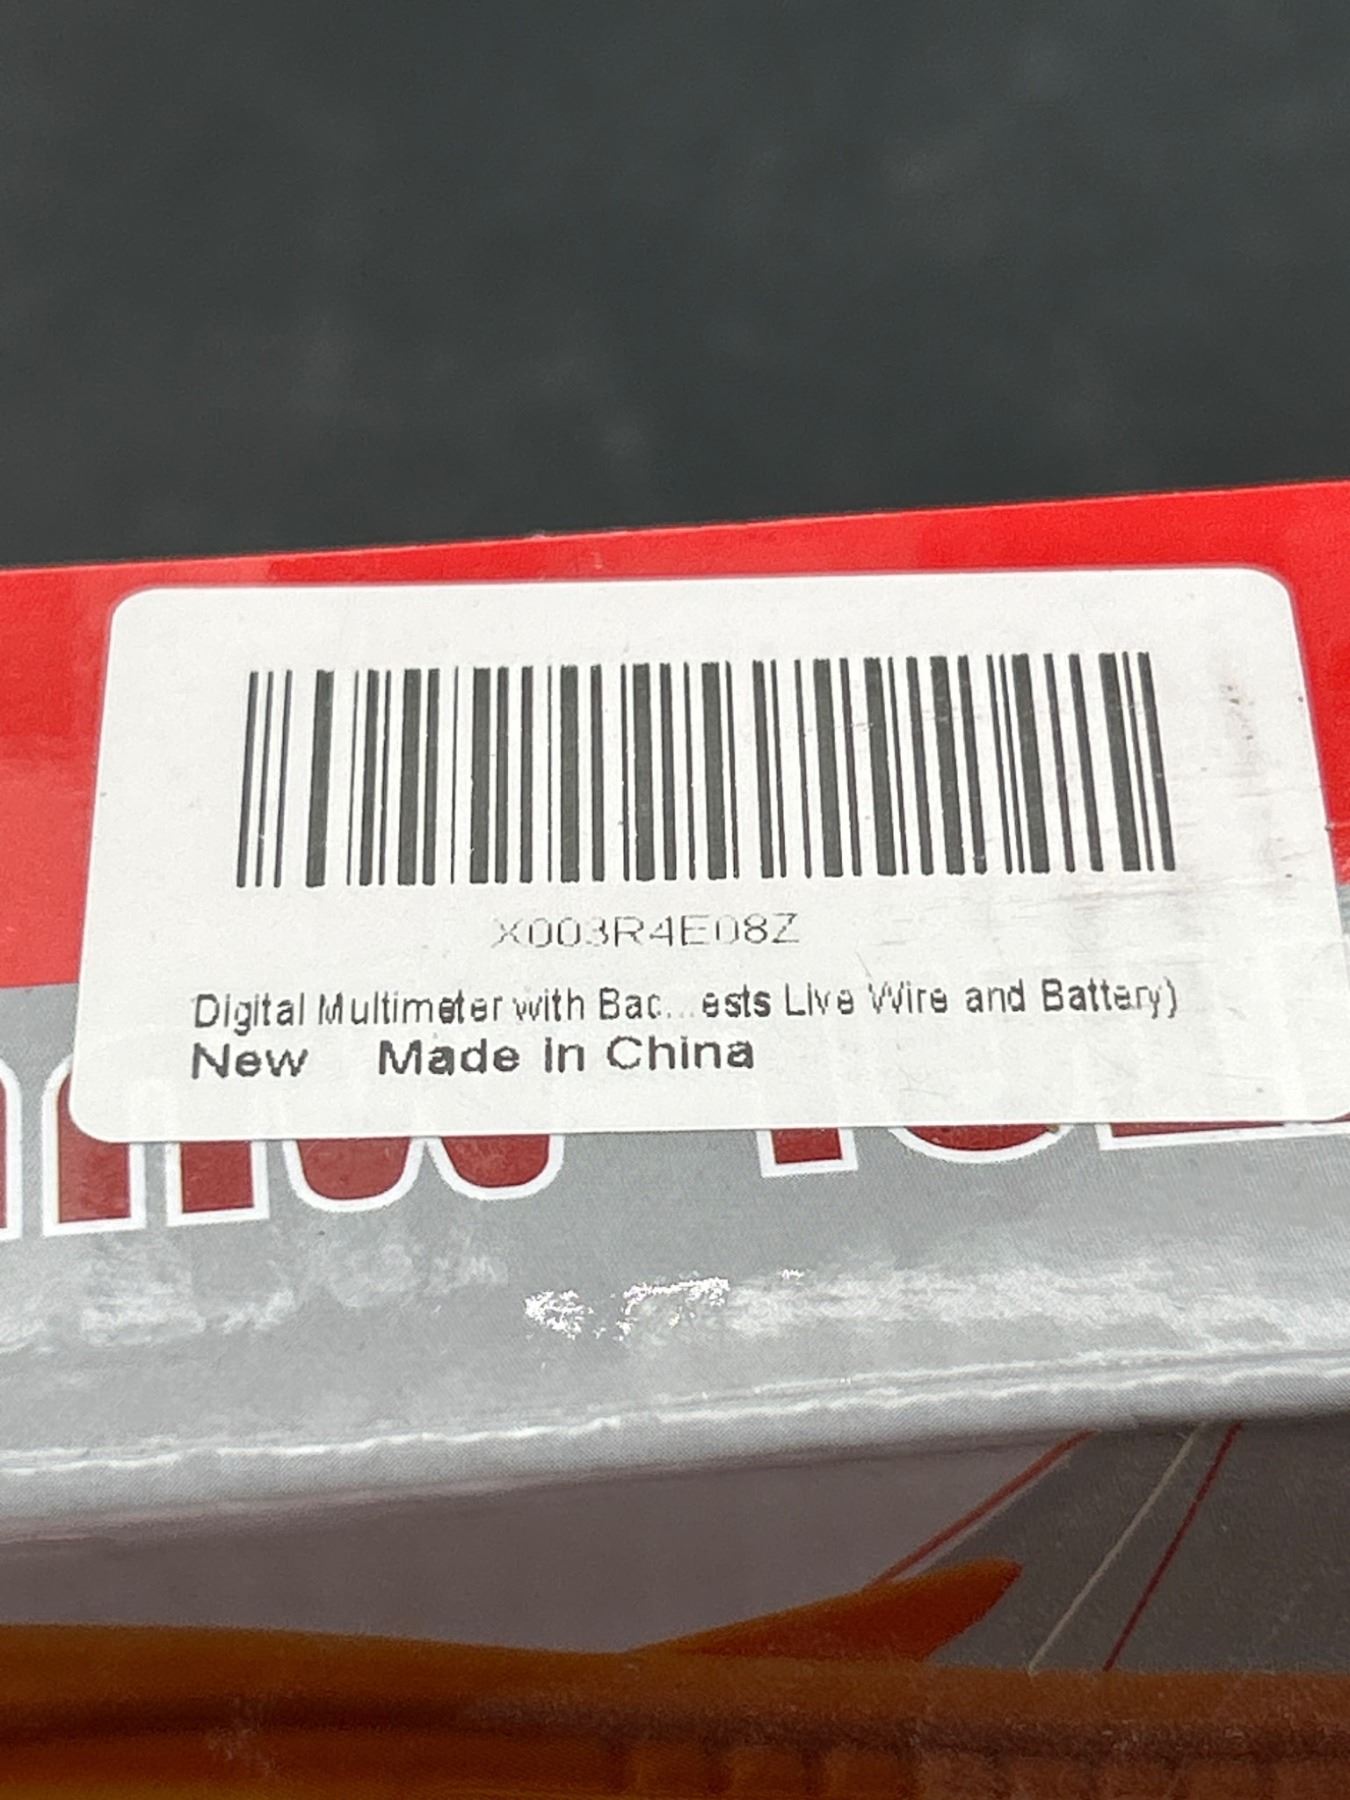 X003R4E08Z
Digital Multimeter with Bac...ests Live Wire and Battery)
New Made in China